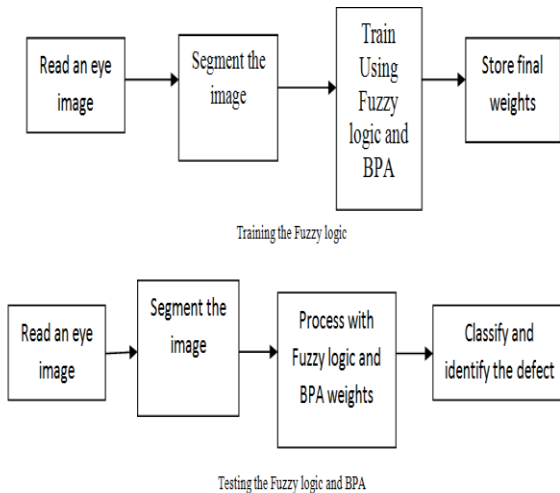 Read an eye
image
Segment the
image
Train
Using
Fuzzy
logic and
BPA
Store final
weights
Training the Fuzzy logic
Read an eye
image
Segment the
image
Process with
Fuzzy logic and
BPA weights
Classify and
identify the defect
Testing the Fuzzy logic and BPA